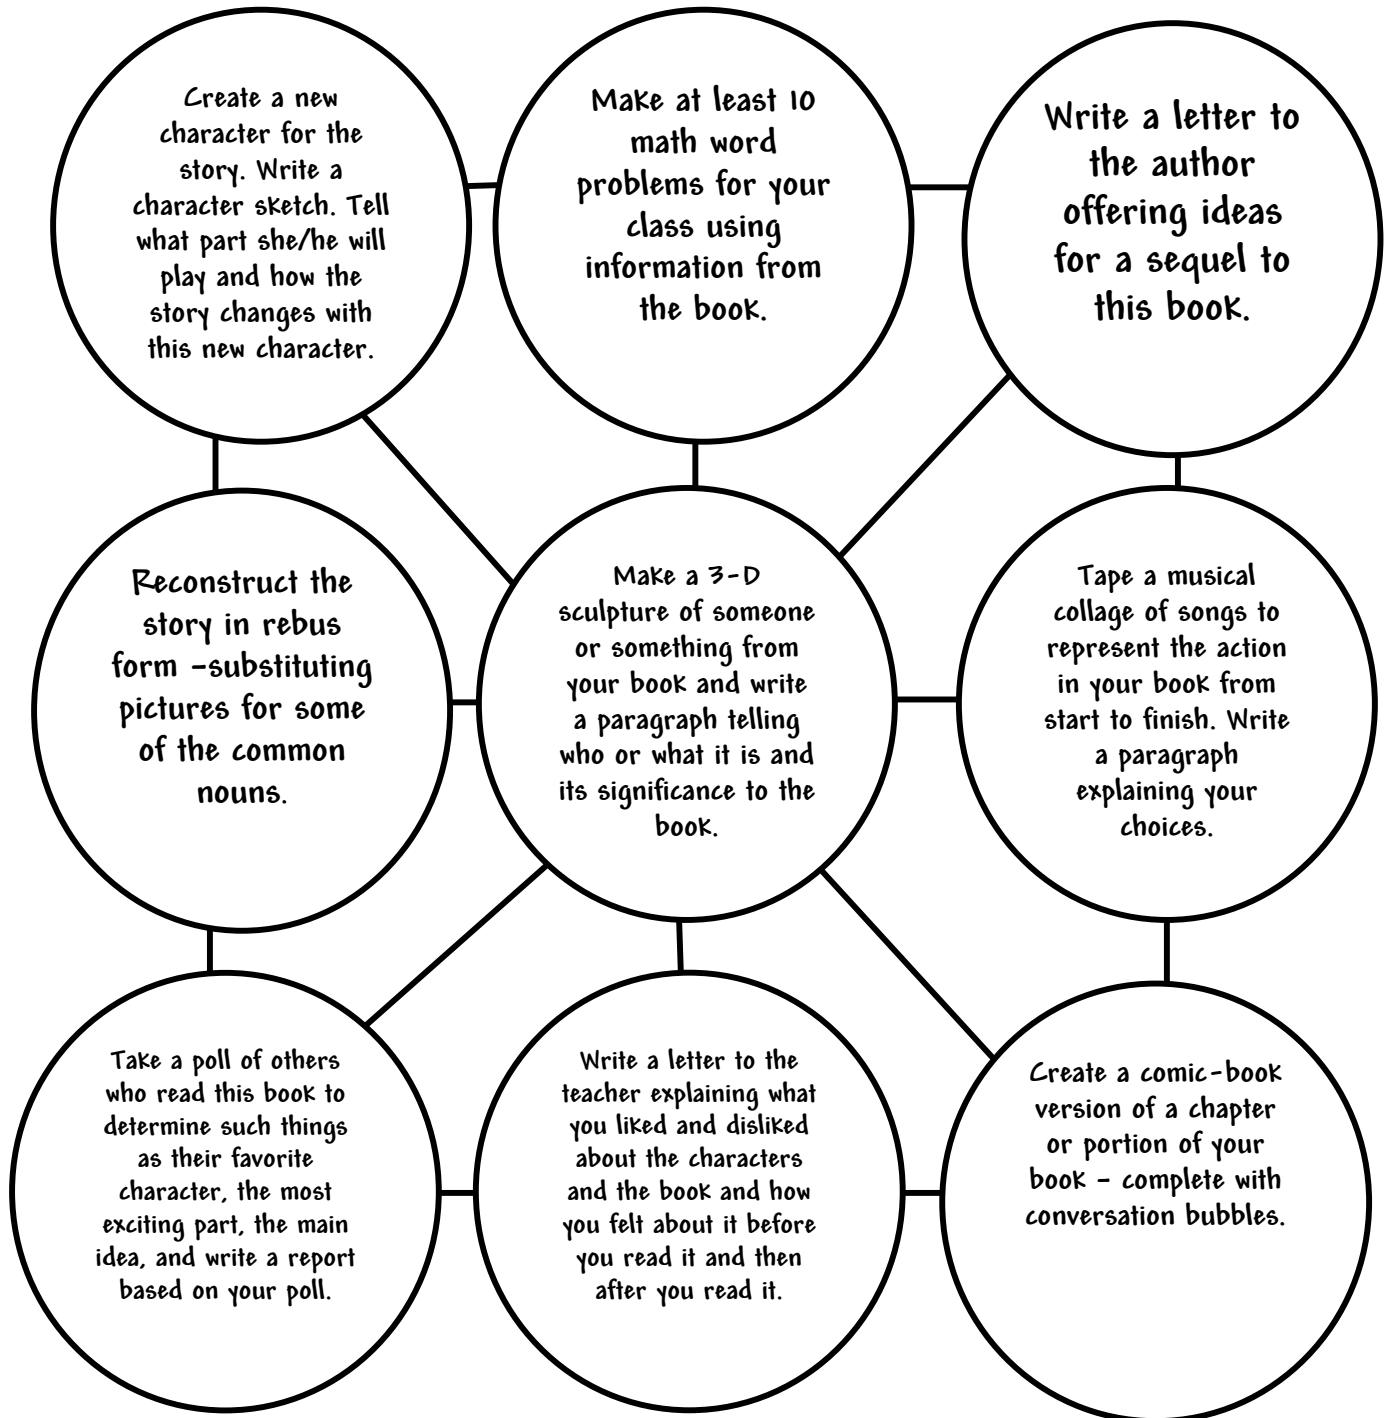 Create a new
character for the
story. Write a
character sketch. Tell
what part she/he will
play and how the
story changes with
this new character.
Make at least 10
math word
problems for your
class using
information from
the book.
Write a letter to
the author
offering ideas
for a sequel to
this book.
Reconstruct the
story in rebus
form -substituting
pictures for some
of the common
nouns.
Make a 3-D
sculpture of someone
or something from
your book and write
a paragraph telling
who or what it is and
its significance to the
book.
Tape a musical
collage of songs to
represent the action
in your book from
start to finish. Write
a paragraph
explaining your
choices.
Take a poll of others
who read this book to
determine such things
as their favorite
character, the most
exciting part, the main
idea, and write a report
based on your poll.
Write a letter to the
teacher explaining what
you liked and disliked
about the characters
and the book and how
you felt about it before
you read it and then
after you read it.
Create a comic-book
version of a chapter
or portion of your
book - complete with
conversation bubbles.